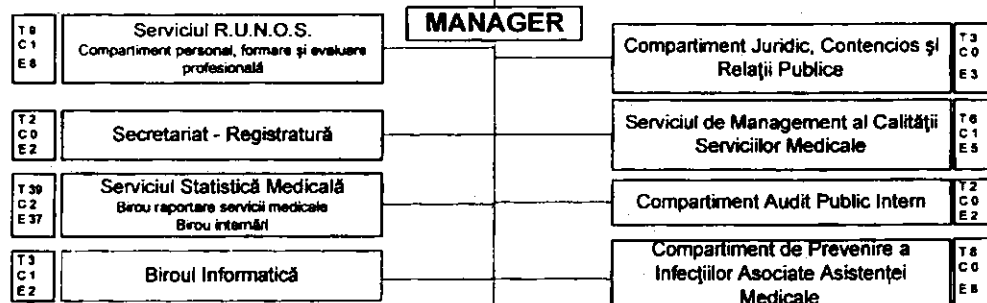 MANAGER
T 9
C 1
E 8
Serviciul R.U.N.O.S.
Compartiment personal, formare și evaluare
profesională
T 2
C 0
E 2
Secretariat - Registratură
T 39
C 2
E 37
Serviciul Statistică Medicală
Birou raportare servicii medicale
Birou internări
T 3
C 1
E 2
Biroul Informatică
Compartiment Juridic, Contencios și
Relații Publice
T 3
C 0
E 3
Serviciul de Management al Calității
Serviciilor Medicale
T 6
C 1
E 5
Compartiment Audit Public Intern
T 2
C 0
E 2
Compartiment de Prevenire a
Infecțiilor Asociate Asistenței
Medicale
T 8
C 0
E 8